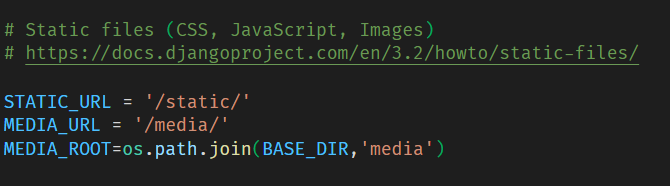 # Static files (CSS, JavaScript, Images)
# https://docs.djangoproject.com/en/3.2/howto/static-files/
STATIC_URL = '/static/'
MEDIA_URL = '/media/'
MEDIA_ROOT=os.path.join(BASE_DIR,'media')